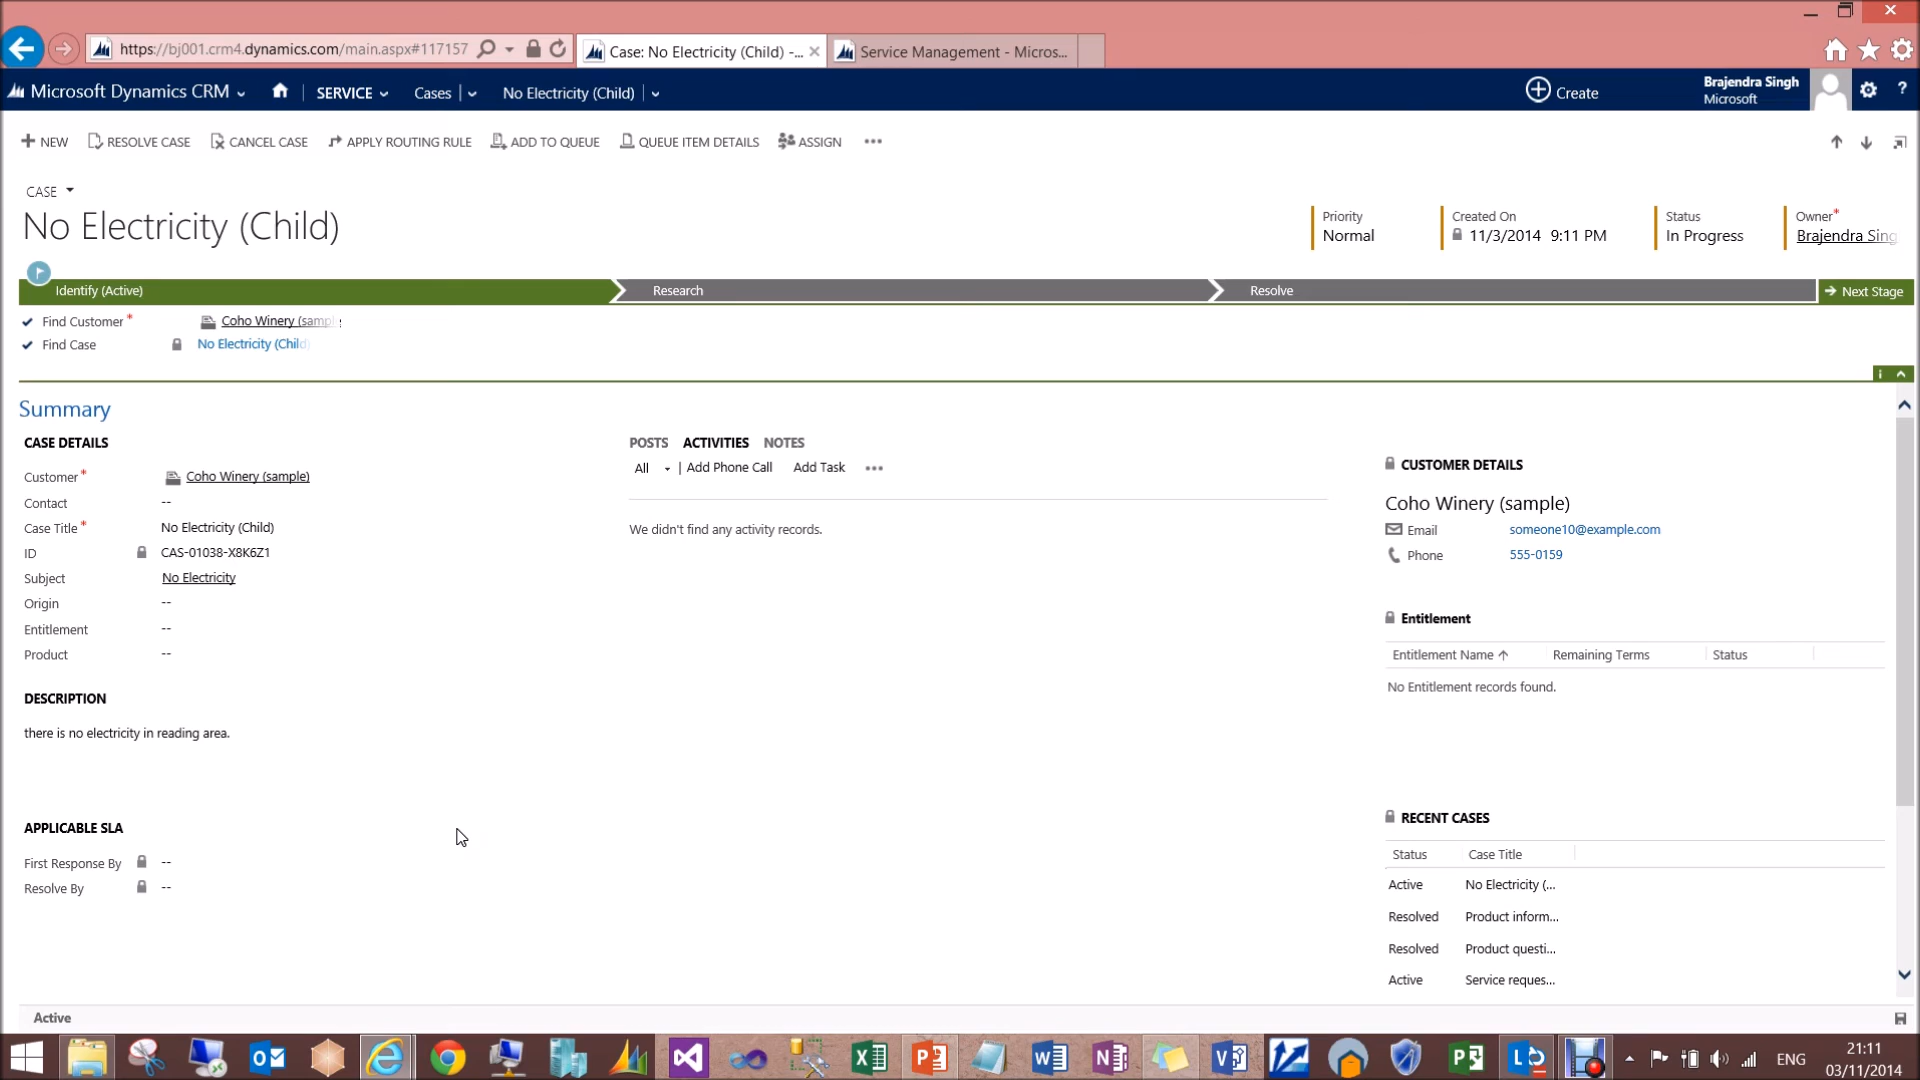 https://bj001.crm4.dynamics.com/main.aspx#117157
Case: No Electricity (Child) -...
Service Management - Micros...
Microsoft Dynamics CRM
SERVICE
Cases
No Electricity (Child)
Create
Brajendra Singh
Microsoft
?
NEW
RESOLVE CASE
CANCEL CASE
APPLY ROUTING RULE
ADD TO QUEUE
QUEUE ITEM DETAILS
ASSIGN
CASE
No Electricity (Child)
Priority
Normal
Created On
11/3/2014 9:11 PM
Status
In Progress
Owner*
Brajendra Sing
Identify (Active)
Research
Resolve
Next Stage
Find Customer*
Coho Winery (sampl
Find Case
No Electricity (Child)
Summary
CASE DETAILS
Customer*
Coho Winery (sample)
Contact
--
Case Title*
No Electricity (Child)
ID
CAS-01038-X8K6Z1
Subject
No Electricity
Origin
--
Entitlement
--
Product
--
DESCRIPTION
there is no electricity in reading area.
APPLICABLE SLA
First Response By
--
Resolve By
--
POSTS ACTIVITIES NOTES
All | Add Phone Call Add Task
We didn't find any activity records.
CUSTOMER DETAILS
Coho Winery (sample)
Email someone10@example.com
Phone 555-0159
Entitlement
Entitlement Name Remaining Terms Status
No Entitlement records found.
RECENT CASES
Status Case Title
Active No Electricity (...
Resolved Product inform...
Resolved Product questi...
Active Service reques...
Active
ENG
21:11
03/11/2014